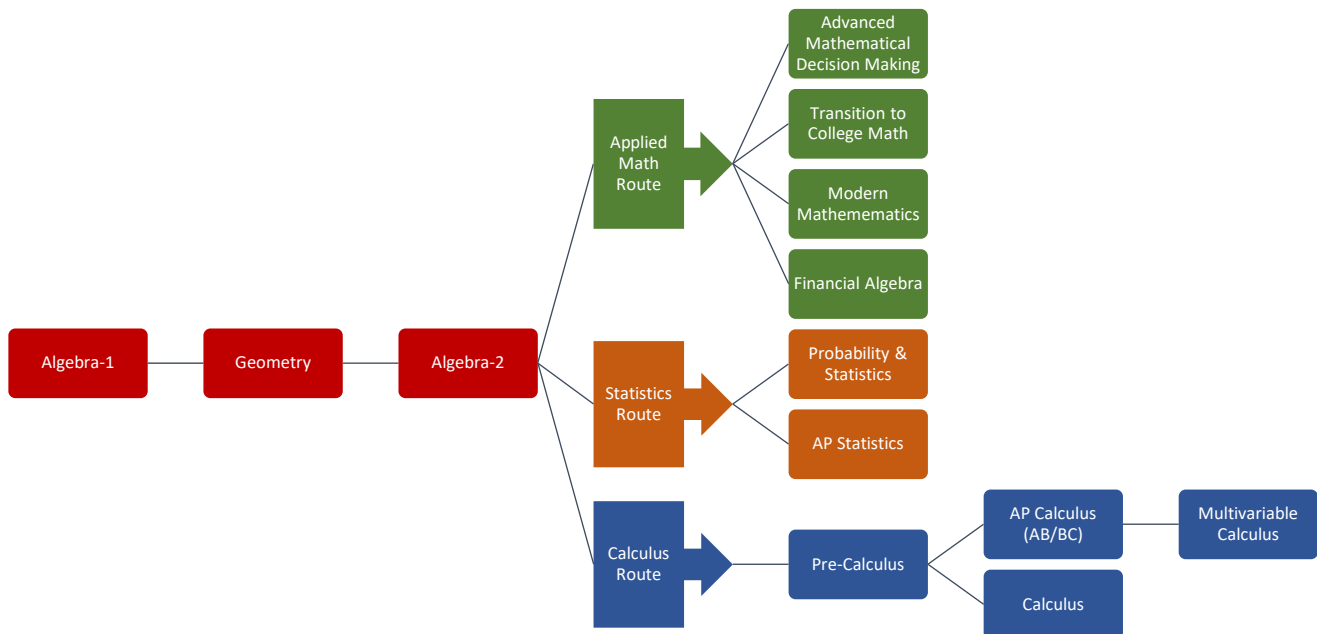 Advanced
Mathematical
Decision Making
Transition to
College Math
Applied
Math
Route
Modern
Mathemematics
Financial Algebra
Algebra-1
Geometry
Algebra-2
Statistics
Route
Probability &
Statistics
AP Statistics
Calculus
Route
Pre-Calculus
AP Calculus
(AB/BC)
Multivariable
Calculus
Calculus